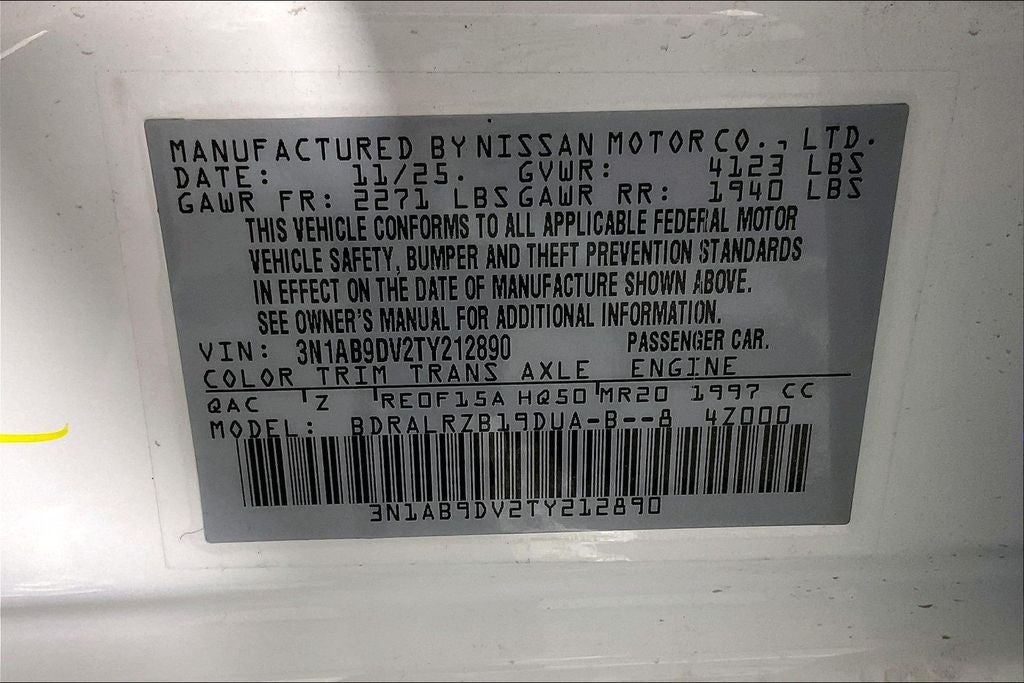 MANUFACTURED BY NISSAN MOTOR CO., LTD.
DATE: 11/25. GVWR: 4123 LBS
GAWR FR: 2271 LBS GAWR RR: 1940 LBS
THIS VEHICLE CONFORMS TO ALL APPLICABLE FEDERAL MOTOR
VEHICLE SAFETY, BUMPER AND THEFT PREVENTION STANDARDS
IN EFFECT ON THE DATE OF MANUFACTURE SHOWN ABOVE.
SEE OWNER'S MANUAL FOR ADDITIONAL INFORMATION.
VIN: 3N1AB9DV2TY212890 PASSENGER CAR.
COLOR TRIM TRANS AXLE ENGINE
QAC Z RE0F15A HQ50 MR20 1997 CC
MODEL: BDRALRZB19DUA-B--8 4Z000
3N1AB9DV2TY212890